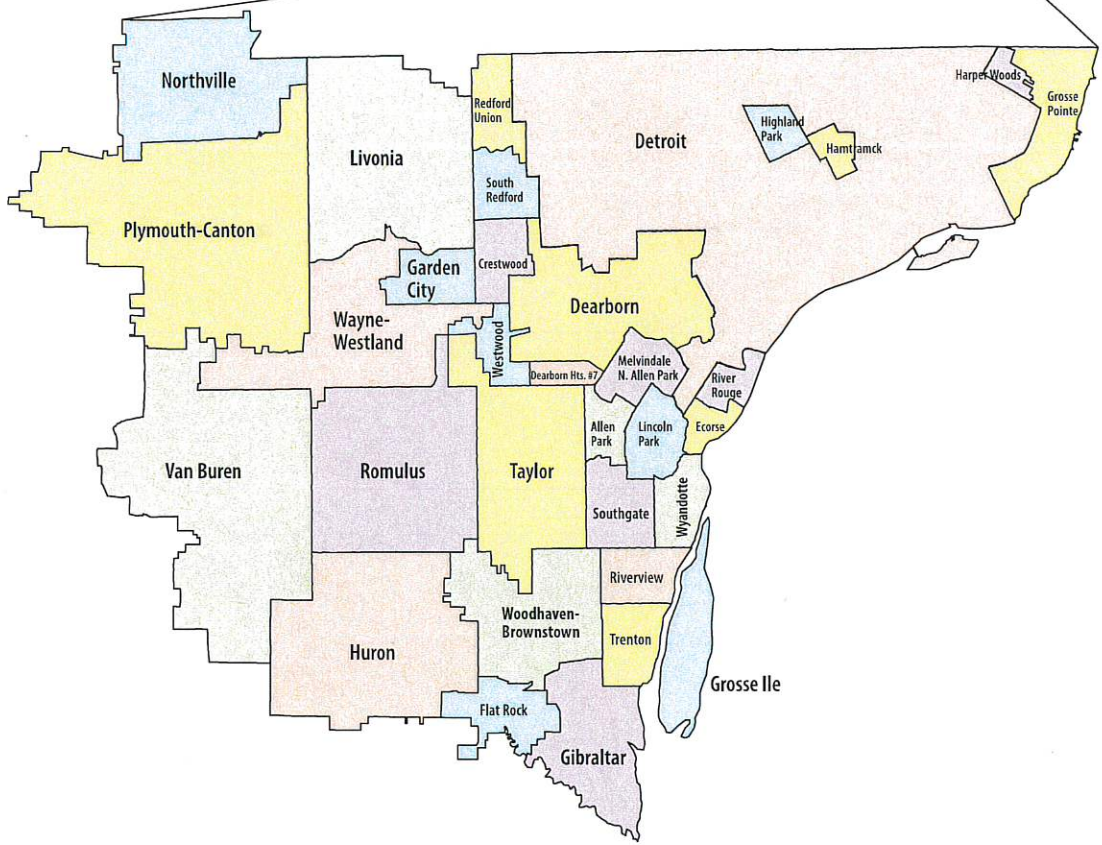 Northville
Redford
Union
Harper Woods
Grosse
Pointe
Highland
Park
Detroit
Hamtramck
Livonia
South
Redford
Plymouth-Canton
Garden
City
Crestwood
Dearborn
Wayne-
Westland
Westwood
Melvindale
N. Allen Park
Dearborn Hts. #7
River
Rouge
Allen
Park
Lincoln
Park
Ecorse
Van Buren
Romulus
Taylor
Southgate
Wyandotte
Riverview
Woodhaven-
Brownstown
Trenton
Huron
Grosse Ile
Flat Rock
Gibraltar